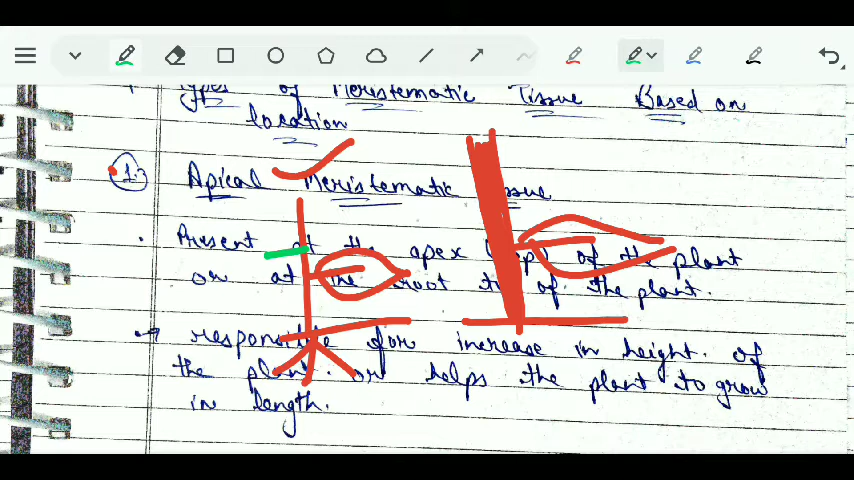 Types of Meristematic Tissue Based on
location
1. Apical Meristematic Tissue
Present at the apex (top) of the plant
or at the root tip of the plant.
→ responsible for increase in height of
the plant or helps the plant to grow
in length.